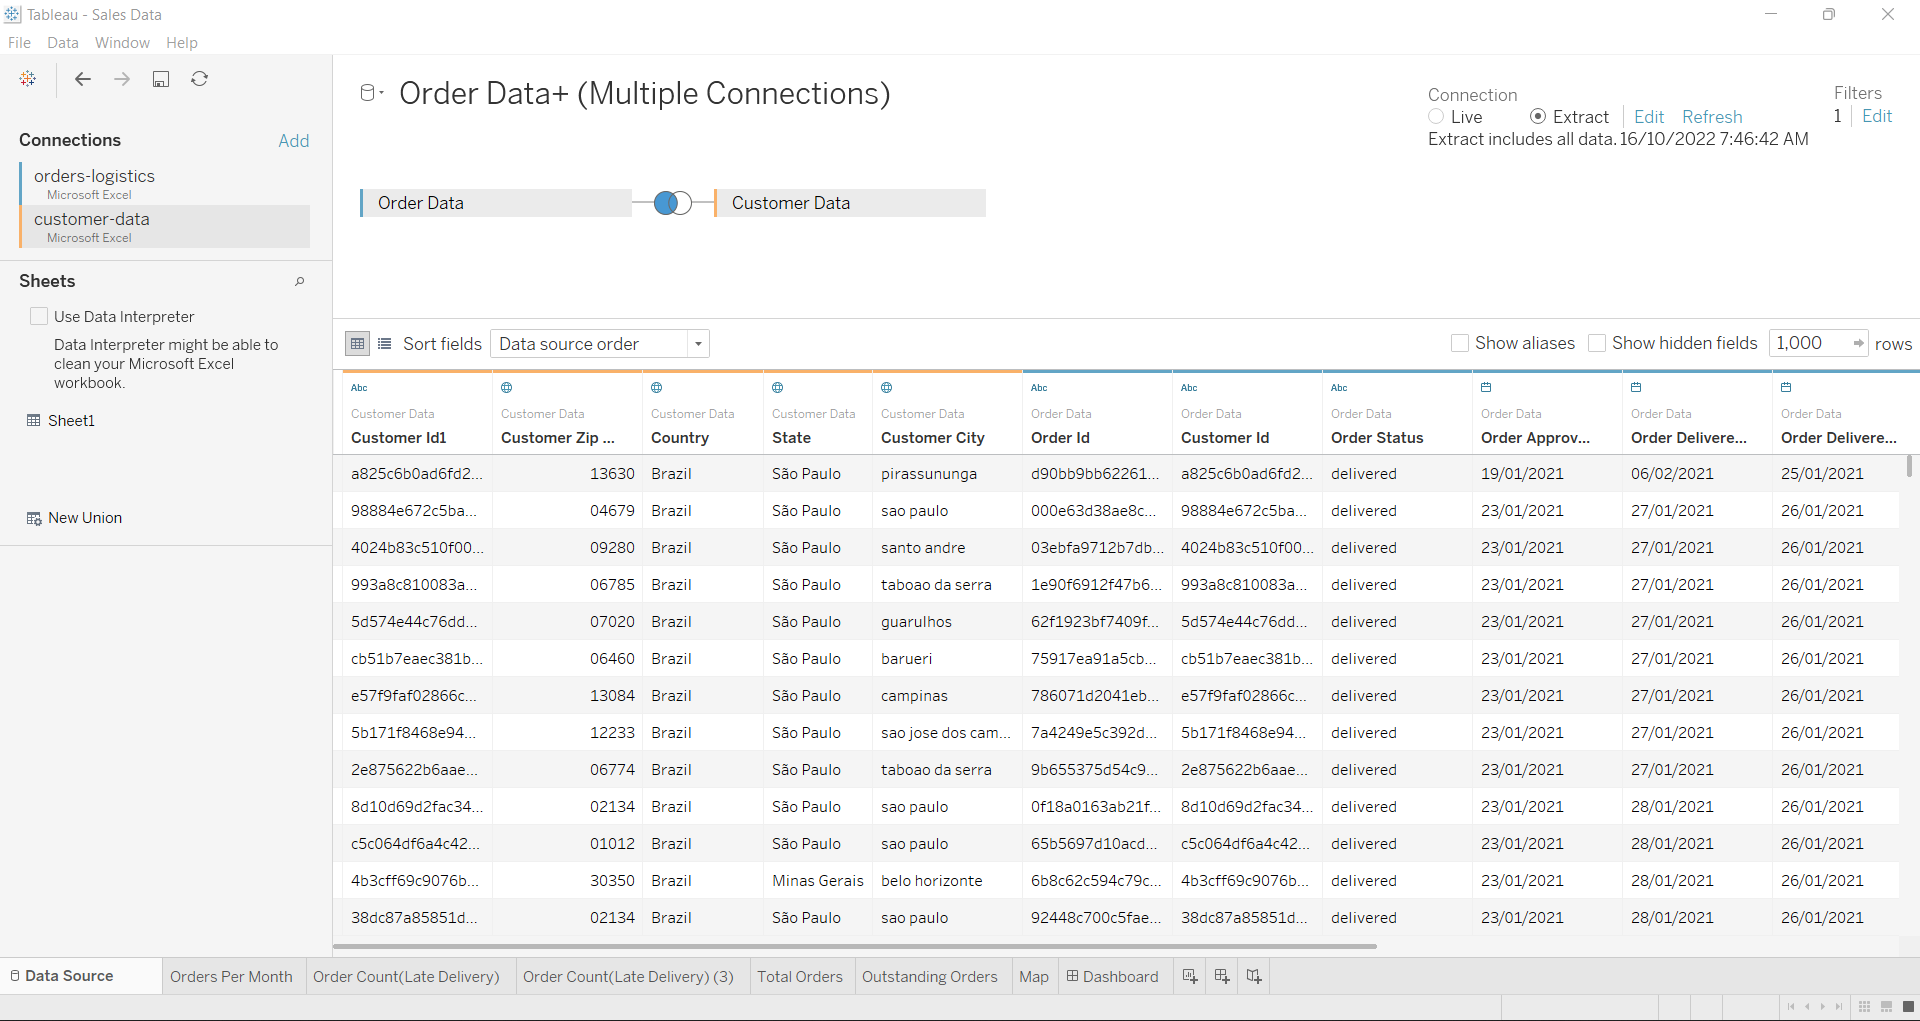 Tableau - Sales Data
File Data Window Help
Connections Add
orders-logistics
Microsoft Excel
customer-data
Microsoft Excel
Sheets
Use Data Interpreter
Data Interpreter might be able to
clean your Microsoft Excel
workbook.
Sheet1
New Union
Order Data+ (Multiple Connections)
Connection
Live Extract Edit Refresh
Extract includes all data. 16/10/2022 7:46:42 AM
Filters
1 Edit
Order Data Customer Data
Sort fields Data source order Show aliases Show hidden fields 1,000 rows
Abc Abc Abc Abc
Customer Data Customer Data Customer Data Customer Data Customer Data Order Data Order Data Order Data Order Data Order Data Order Data
Customer Id1 Customer Zip ... Country State Customer City Order Id Customer Id Order Status Order Approv... Order Delivere... Order Delivere...
a825c6b0ad6fd2... 13630 Brazil São Paulo pirassununga d90bb9bb62261... a825c6b0ad6fd2... delivered 19/01/2021 06/02/2021 25/01/2021
98884e672c5ba... 04679 Brazil São Paulo sao paulo 000e63d38ae8c... 98884e672c5ba... delivered 23/01/2021 27/01/2021 26/01/2021
4024b83c510f00... 09280 Brazil São Paulo santo andre 03ebfa9712b7db... 4024b83c510f00... delivered 23/01/2021 27/01/2021 26/01/2021
993a8c810083a... 06785 Brazil São Paulo taboao da serra 1e90f6912f47b6... 993a8c810083a... delivered 23/01/2021 27/01/2021 26/01/2021
5d574e44c76dd... 07020 Brazil São Paulo guarulhos 62f1923bf7409f... 5d574e44c76dd... delivered 23/01/2021 27/01/2021 26/01/2021
cb51b7eaec381b... 06460 Brazil São Paulo barueri 75917ea91a5cb... cb51b7eaec381b... delivered 23/01/2021 27/01/2021 26/01/2021
e57f9faf02866c... 13084 Brazil São Paulo campinas 786071d2041eb... e57f9faf02866c... delivered 23/01/2021 27/01/2021 26/01/2021
5b171f8468e94... 12233 Brazil São Paulo sao jose dos cam... 7a4249e5c392d... 5b171f8468e94... delivered 23/01/2021 27/01/2021 26/01/2021
2e875622b6aae... 06774 Brazil São Paulo taboao da serra 9b655375d54c9... 2e875622b6aae... delivered 23/01/2021 27/01/2021 26/01/2021
8d10d69d2fac34... 02134 Brazil São Paulo sao paulo 0f18a0163ab21f... 8d10d69d2fac34... delivered 23/01/2021 28/01/2021 26/01/2021
c5c064df6a4c42... 01012 Brazil São Paulo sao paulo 65b5697d10acd... c5c064df6a4c42... delivered 23/01/2021 28/01/2021 26/01/2021
4b3cff69c9076b... 30350 Brazil Minas Gerais belo horizonte 6b8c62c594c79c... 4b3cff69c9076b... delivered 23/01/2021 28/01/2021 26/01/2021
38dc87a85851d... 02134 Brazil São Paulo sao paulo 92448c700c5fae... 38dc87a85851d... delivered 23/01/2021 28/01/2021 26/01/2021
Data Source Orders Per Month Order Count(Late Delivery) Order Count(Late Delivery) (3) Total Orders Outstanding Orders Map Dashboard